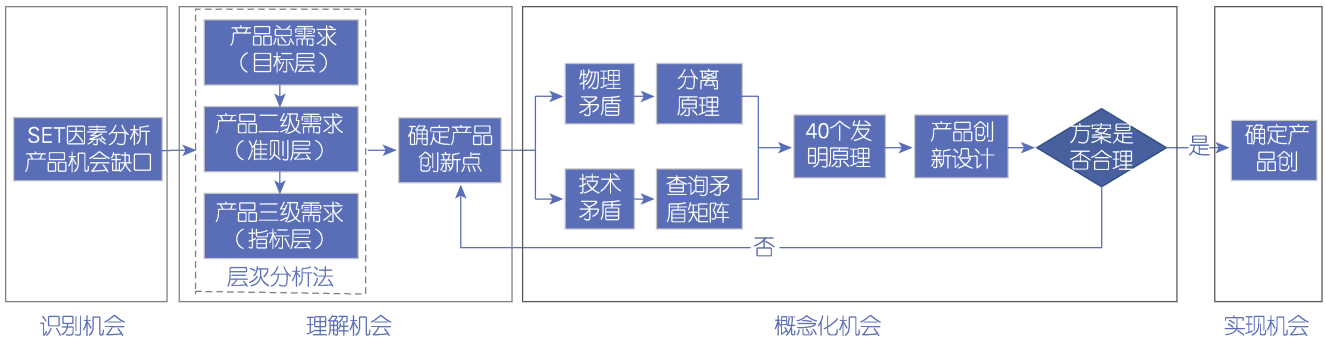 SET因素分析
产品机会缺口
识别机会
产品总需求
（目标层）
产品二级需求
（准则层）
产品三级需求
（指标层）
层次分析法
确定产品
创新点
理解机会
物理
矛盾
分离
原理
技术
矛盾
查询矛
盾矩阵
40个发
明原理
产品创
新设计
方案是
否合理
否
概念化机会
是
确定产
品创
实现机会